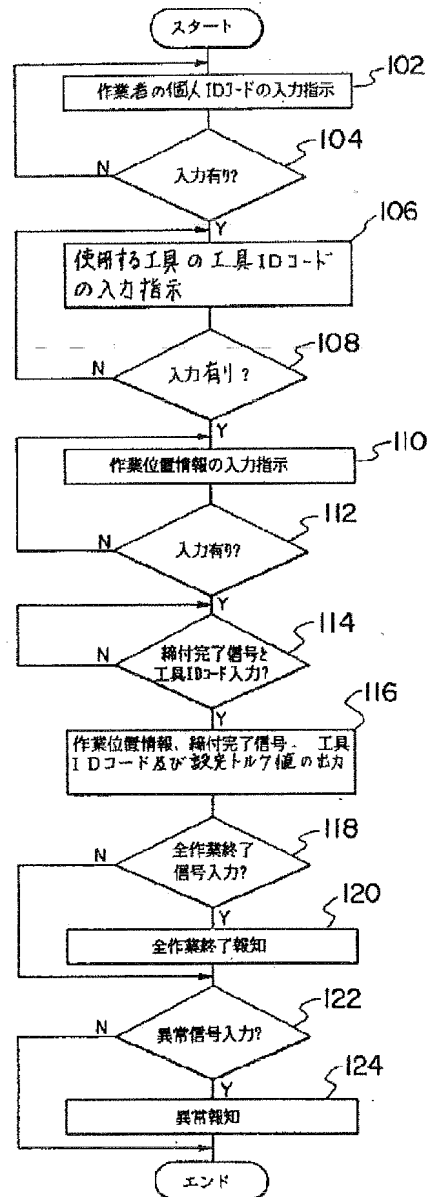 スタート
作業者の個人IDコードの入力指示
102
104
入力有り?
N
Y
106
使用する工具の工具IDコード
の入力指示
108
入力有り?
N
Y
110
作業位置情報の入力指示
112
入力有り?
N
Y
114
締付完了信号と
工具IDコード入力?
N
Y
116
作業位置情報、締付完了信号、工具
IDコード及び設定トルク値の出力
118
全作業終了
信号入力?
N
Y
120
全作業終了報知
122
異常信号入力?
N
Y
124
異常報知
エンド